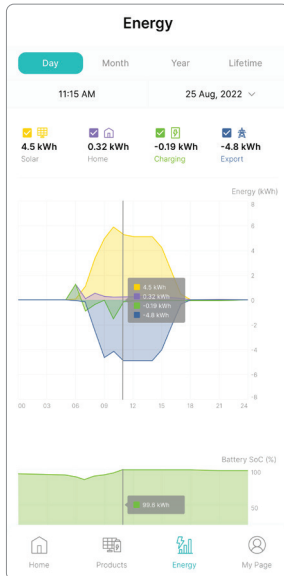 Energy
Day Month Year Lifetime
11:15 AM 25 Aug, 2022
4.5 kWh 0.32 kWh -0.19 kWh -4.8 kWh
Solar Home Charging Export
Energy (kWh)
8
6
4
2
0
-2
-4
-6
-8
4.5 kWh
0.32 kWh
-0.19 kWh
-4.8 kWh
00 03 06 09 12 15 18 21 24
Battery SoC (%)
100
50
99.8 kWh
Home Products Energy My Page